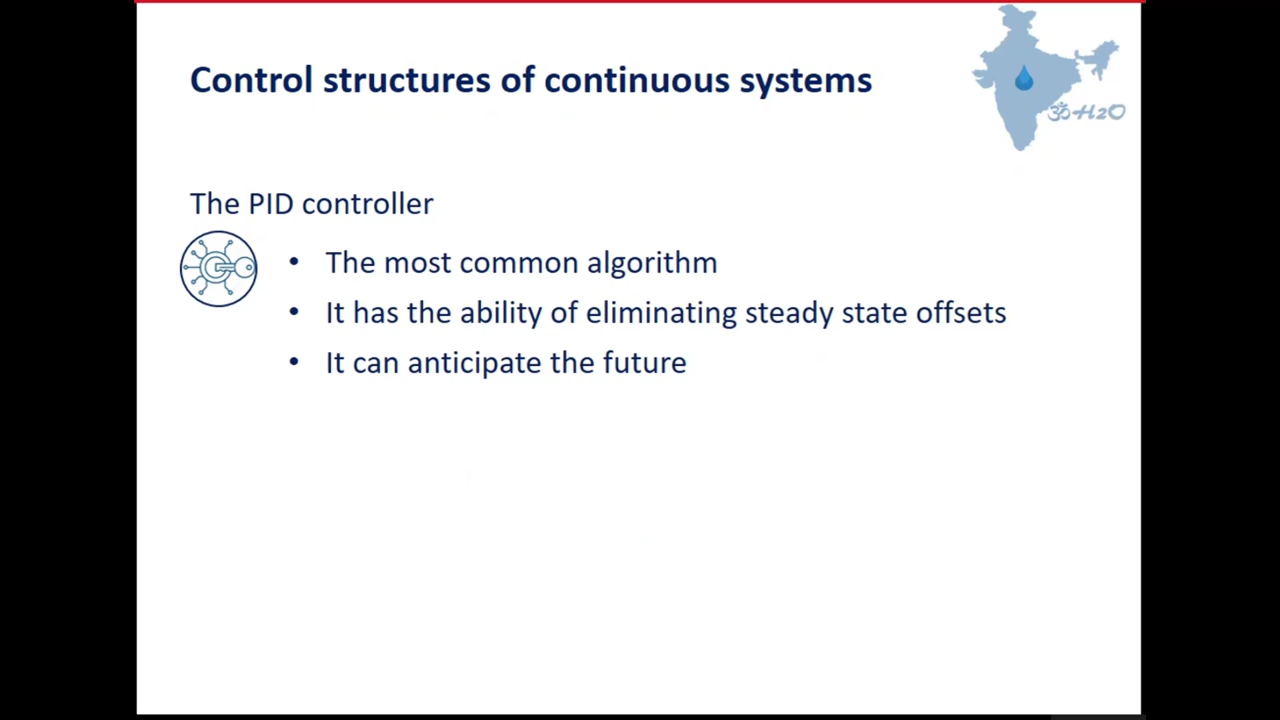 Control structures of continuous systems
ॐH2O
The PID controller
• The most common algorithm
• It has the ability of eliminating steady state offsets
• It can anticipate the future